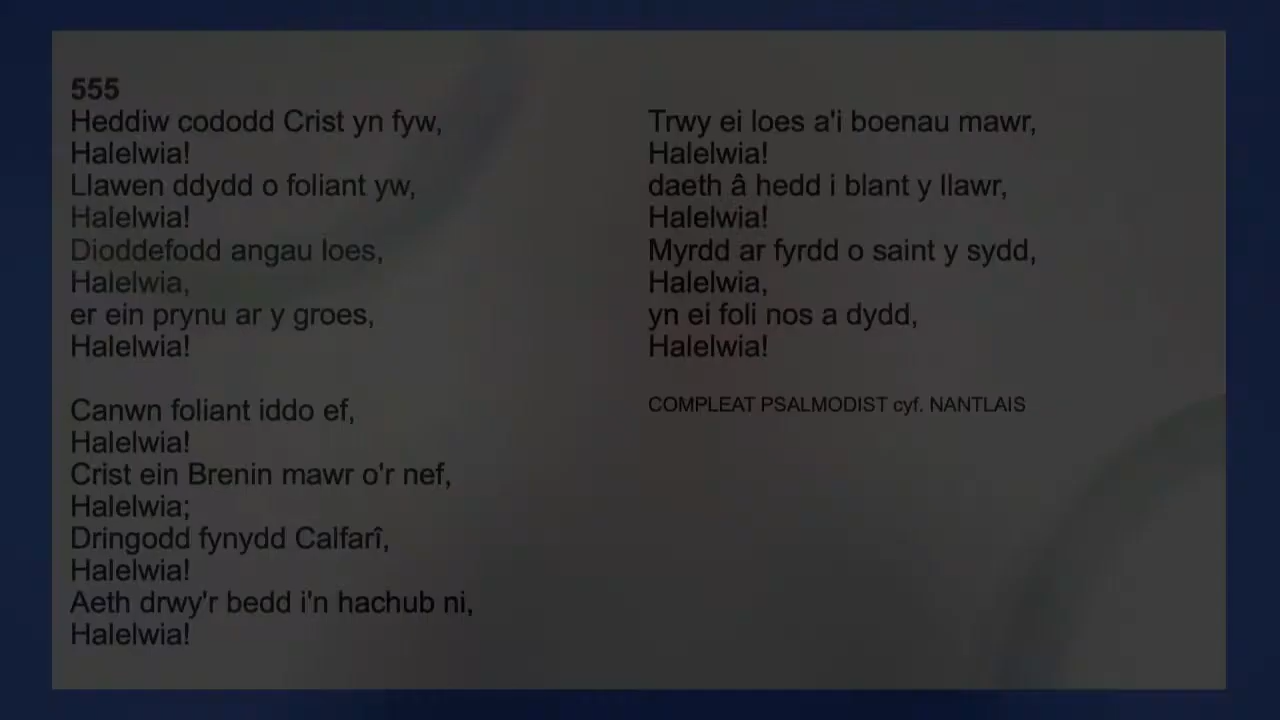 555
Heddiw cododd Crist yn fyw,
Halelwia!
Llawen ddydd o foliant yw,
Halelwia!
Dioddefodd angau loes,
Halelwia,
er ein prynu ar y groes,
Halelwia!
Canwn foliant iddo ef,
Halelwia!
Crist ein Brenin mawr o'r nef,
Halelwia;
Dringodd fynydd Calfarî,
Halelwia!
Aeth drwy'r bedd i'n hachub ni,
Halelwia!
Trwy ei loes a'i boenau mawr,
Halelwia!
daeth â hedd i blant y llawr,
Halelwia!
Myrdd ar fyrdd o saint y sydd,
Halelwia,
yn ei foli nos a dydd,
Halelwia!
COMPLEAT PSALMODIST cyf. NANTLAIS